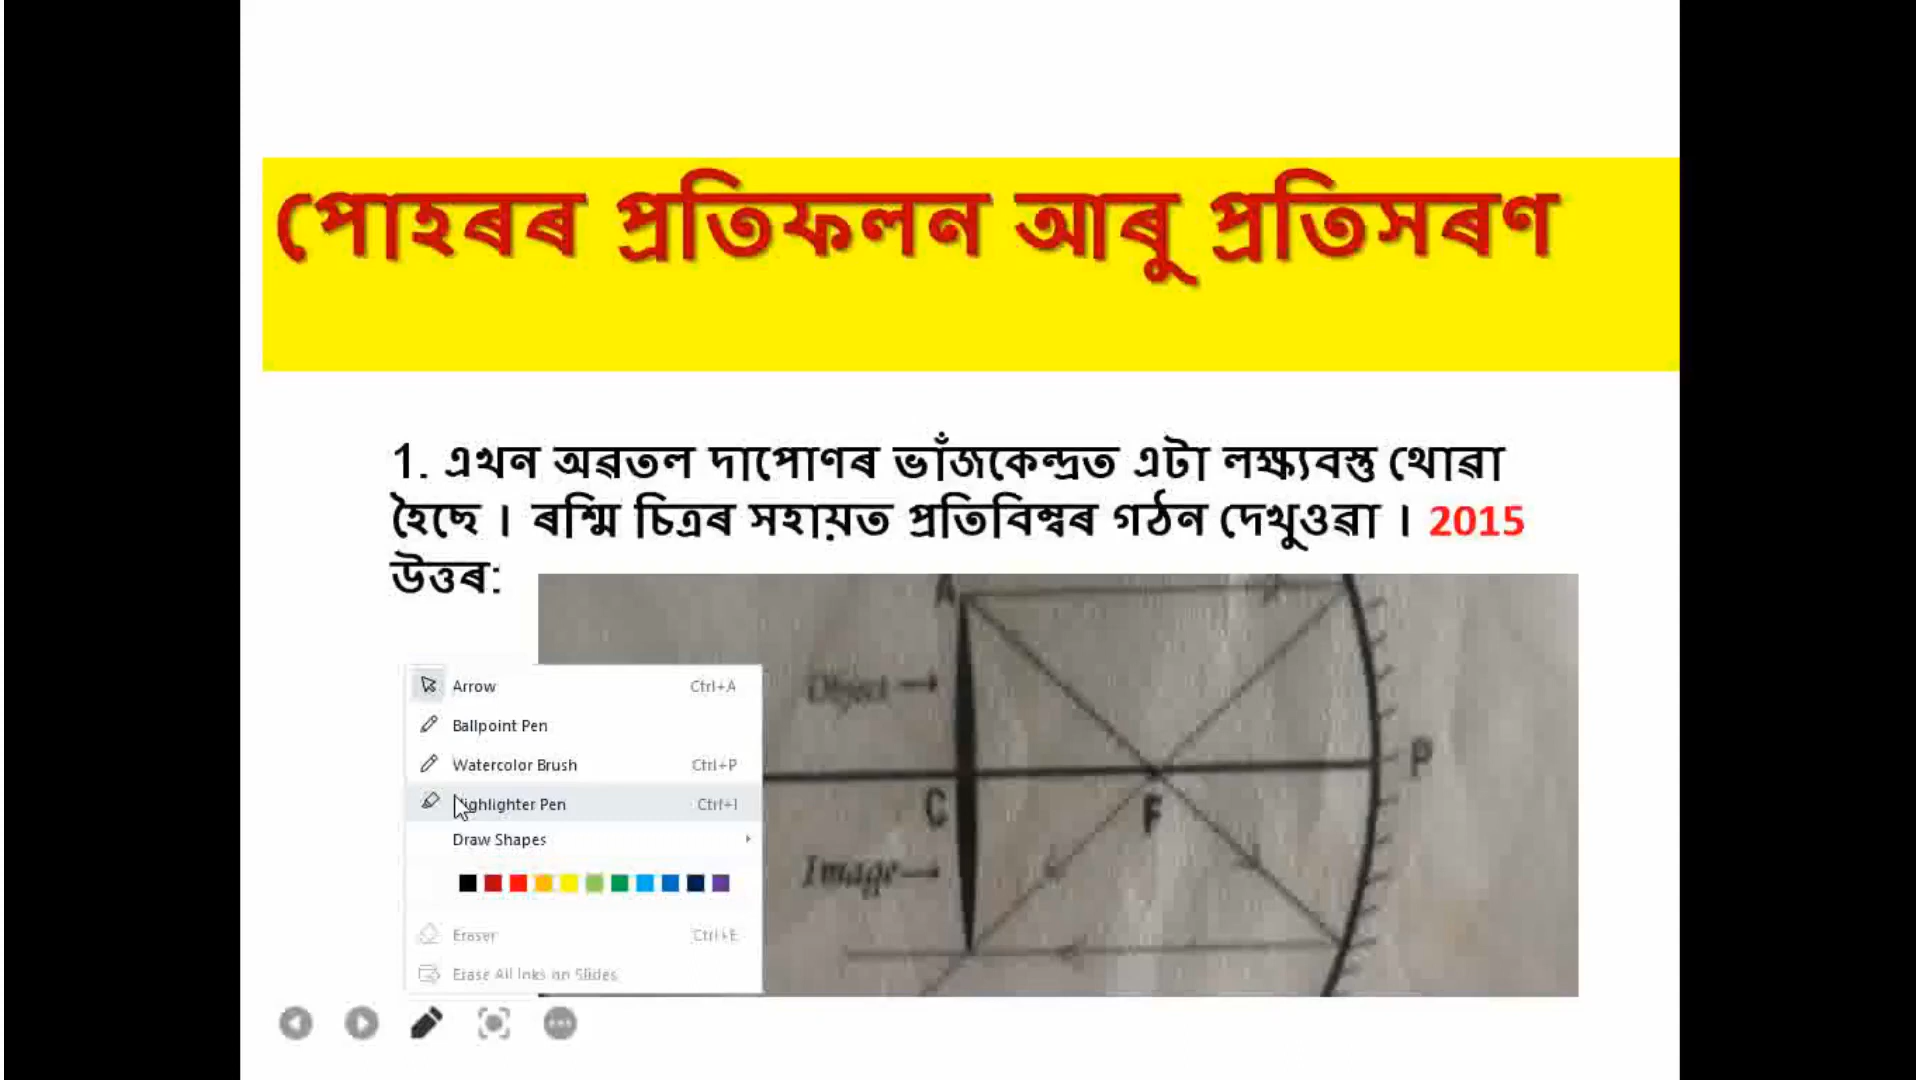 পোহৰৰ প্ৰতিফলন আৰু প্ৰতিসৰণ
1. এখন অৱতল দাপোণৰ ভাঁজকেন্দ্ৰত এটা লক্ষ্যবস্তু থোৱা
হৈছে । ৰশ্মি চিত্ৰৰ সহায়ত প্ৰতিবিম্বৰ গঠন দেখুওৱা । 2015
উত্তৰ:
A
Object
P
C
F
Image
Arrow Ctrl+A
Ballpoint Pen
Watercolor Brush Ctrl+P
Highlighter Pen Ctrl+I
Draw Shapes
Eraser Ctrl+E
Erase All Inks on Slides